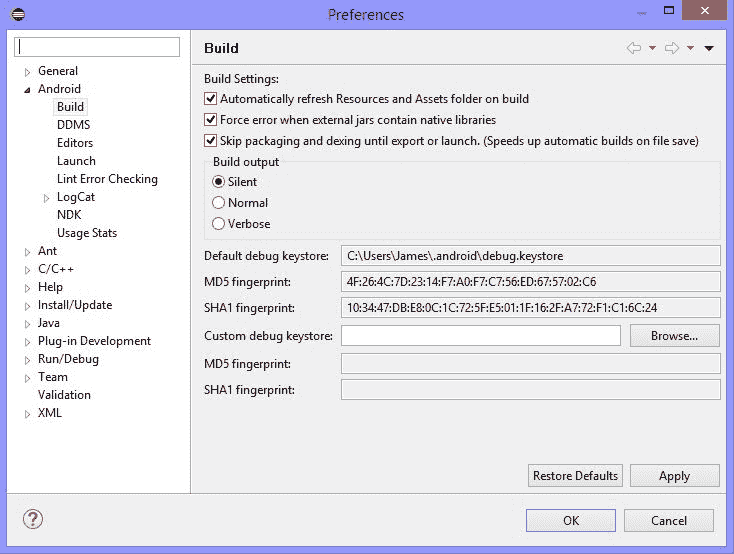 Preferences
General
Android
Build
DDMS
Editors
Launch
Lint Error Checking
LogCat
NDK
Usage Stats
Ant
C/C++
Help
Install/Update
Java
Plug-in Development
Run/Debug
Team
Validation
XML
Build
Build Settings:
Automatically refresh Resources and Assets folder on build
Force error when external jars contain native libraries
Skip packaging and dexing until export or launch. (Speeds up automatic builds on file save)
Build output
Silent
Normal
Verbose
Default debug keystore: C:\Users\James\.android\debug.keystore
MD5 fingerprint: 4F:26:4C:7D:23:14:F7:A0:F7:C7:56:ED:67:57:02:C6
SHA1 fingerprint: 10:34:47:DB:E8:0C:1C:72:5F:E5:01:1F:16:2F:A7:72:F1:C1:6C:24
Custom debug keystore: Browse...
MD5 fingerprint:
SHA1 fingerprint:
Restore Defaults Apply
? OK Cancel